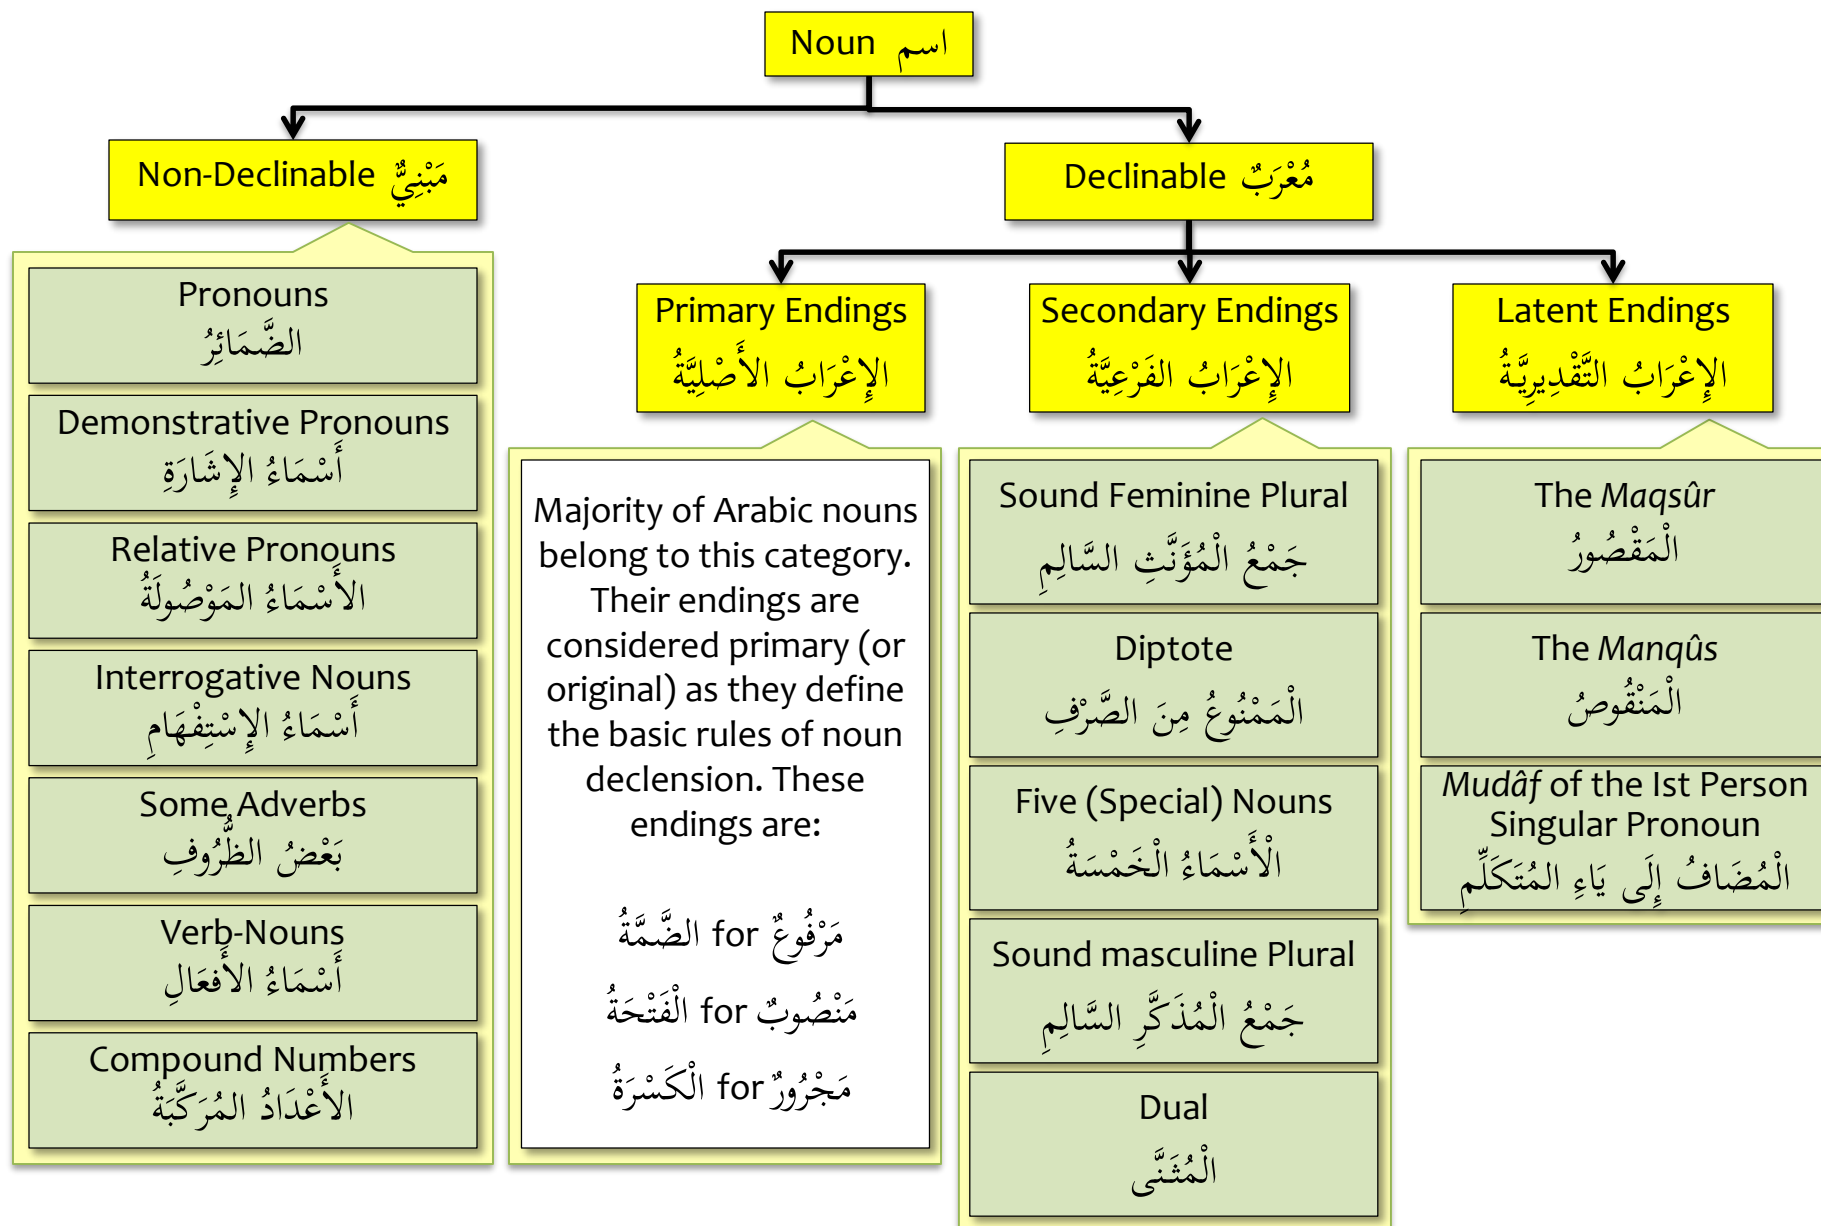 Noun اسم
Non-Declinable مَبْنِيٌّ
Declinable مُعْرَبٌ
Pronouns
الضَّمَائِرُ
Demonstrative Pronouns
أَسْمَاءُ الإِشَارَةِ
Relative Pronouns
الأَسْمَاءُ المَوْصُولَةُ
Interrogative Nouns
أَسْمَاءُ الإِسْتِفْهَامِ
Some Adverbs
بَعْضُ الظُّرُوفِ
Verb-Nouns
أَسْمَاءُ الأَفعَالِ
Compound Numbers
الأَعْدَادُ المُرَكَّبَةُ
Primary Endings
الإِعْرَابُ الأَصْلِيَّةُ
Majority of Arabic nouns
belong to this category.
Their endings are
considered primary (or
original) as they define
the basic rules of noun
declension. These
endings are:
الضَّمَّةُ for مَرْفُوعٌ
الْفَتْحَةُ for مَنْصُوبٌ
الْكَسْرَةُ for مَجْرُورٌ
Secondary Endings
الإِعْرَابُ الفَرْعِيَّةُ
Sound Feminine Plural
جَمْعُ الْمُؤَنَّثِ السَّالِمِ
Diptote
الْمَمْنُوعُ مِنَ الصَّرْفِ
Five (Special) Nouns
الْأَسْمَاءُ الْخَمْسَةُ
Sound masculine Plural
جَمْعُ الْمُذَكَّرِ السَّالِمِ
Dual
الْمُثَنَّى
Latent Endings
الإِعْرَابُ التَّقْدِيرِيَّةُ
The Maqsûr
الْمَقْصُورُ
The Manqûs
الْمَنْقُوصُ
Mudâf of the Ist Person
Singular Pronoun
الْمُضَافُ إِلَى يَاءِ المُتَكَلِّمِ